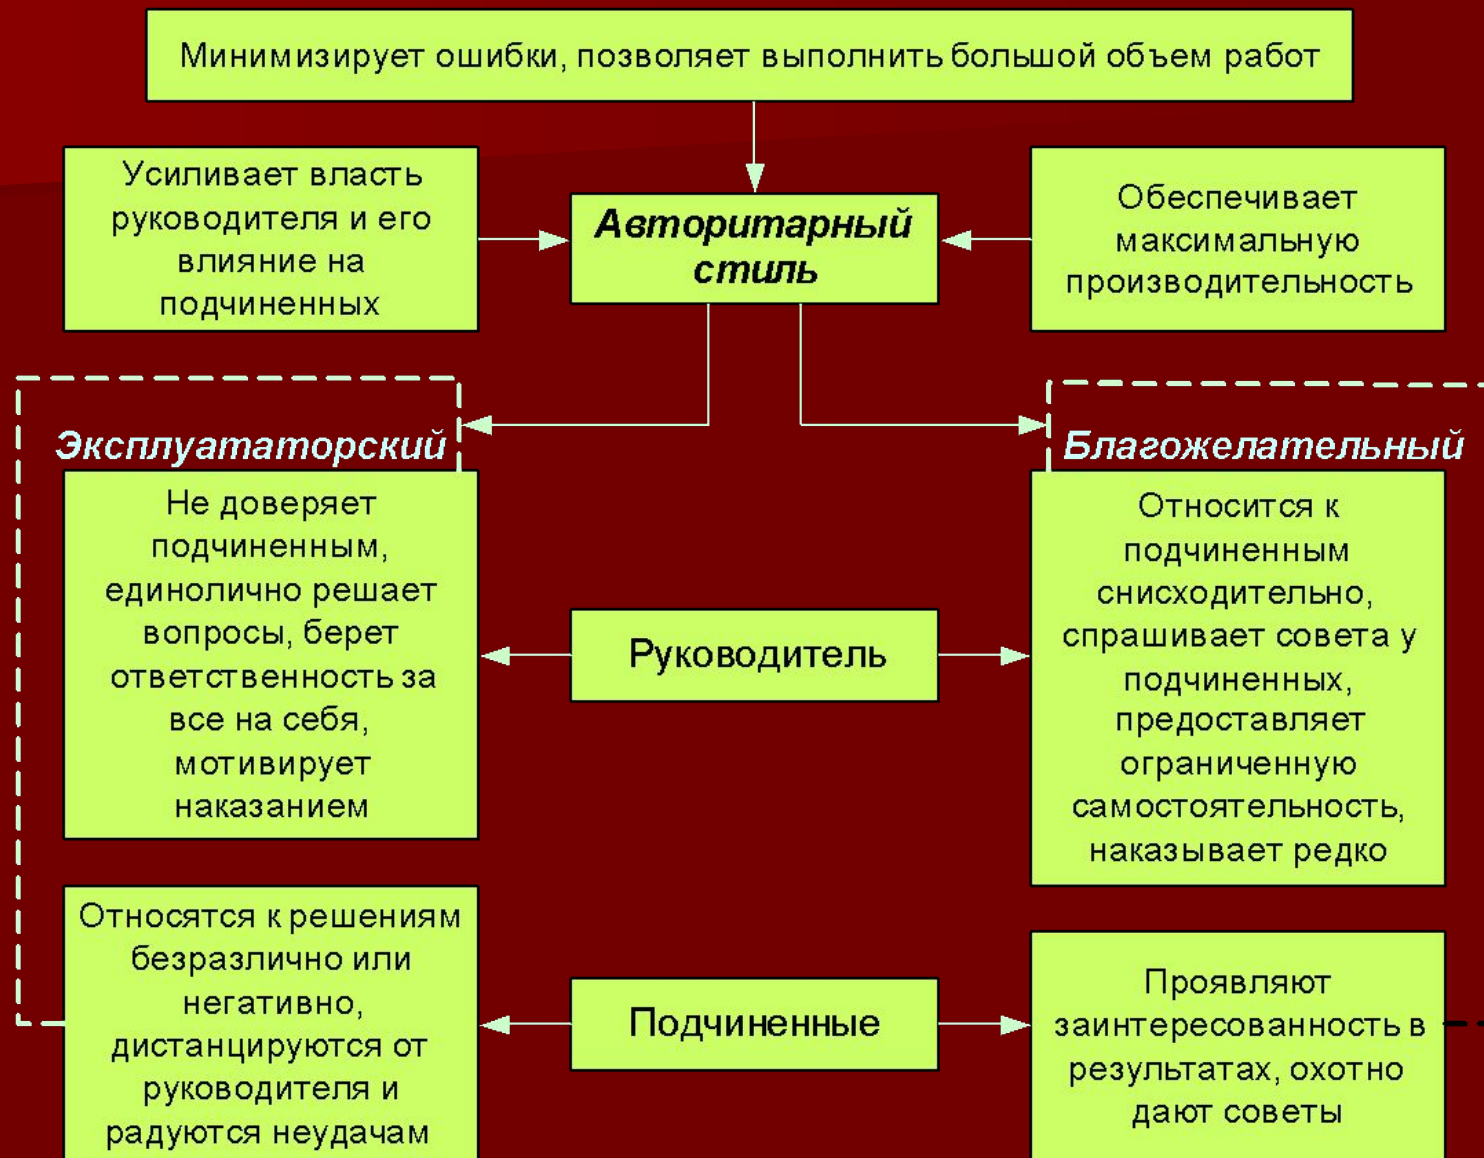 Минимизирует ошибки, позволяет выполнить большой объем работ
Усиливает власть
руководителя и его
влияние на
подчиненных
Авторитарный
стиль
Обеспечивает
максимальную
производительность
Эксплуататорский
Благожелательный
Не доверяет
подчиненным,
единолично решает
вопросы, берет
ответственность за
все на себя,
мотивирует
наказанием
Руководитель
Относится к
подчиненным
снисходительно,
спрашивает совета у
подчиненных,
предоставляет
ограниченную
самостоятельность,
наказывает редко
Относятся к решениям
безразлично или
негативно,
дистанцируются от
руководителя и
радуются неудачам
Подчиненные
Проявляют
заинтересованность в
результатах, охотно
дают советы